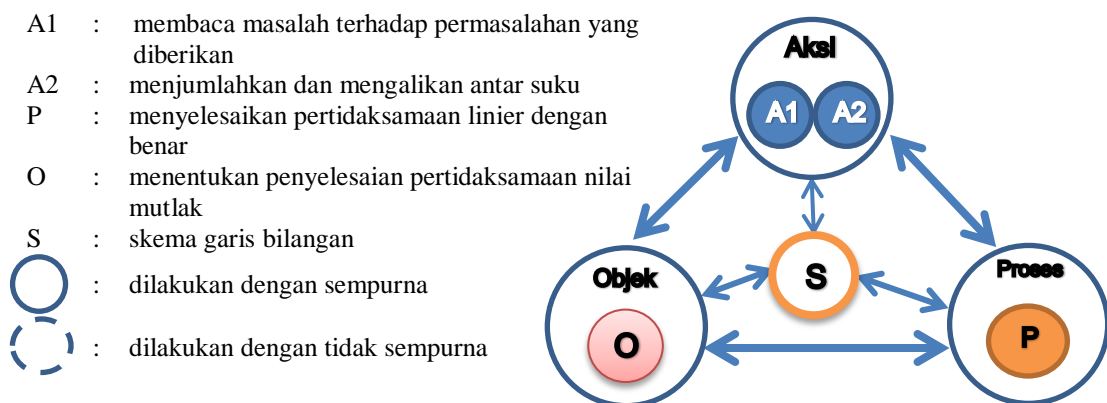 A1 : membaca masalah terhadap permasalahan yang
diberikan
A2 : menjumlahkan dan mengalikan antar suku
P : menyelesaikan pertidaksamaan linier dengan
benar
O : menentukan penyelesaian pertidaksamaan nilai
mutlak
S : skema garis bilangan
: dilakukan dengan sempurna
: dilakukan dengan tidak sempurna
Aksi
A1 A2
S
Objek
O
Proses
P